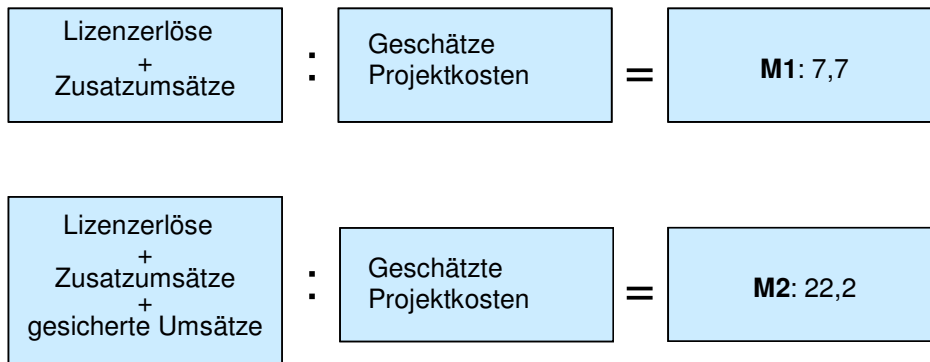 Lizenzerlöse
+
Zusatzumsätze
:
Geschätze
Projektkosten
=
M1: 7,7
Lizenzerlöse
+
Zusatzumsätze
+
gesicherte Umsätze
:
Geschätzte
Projektkosten
=
M2: 22,2